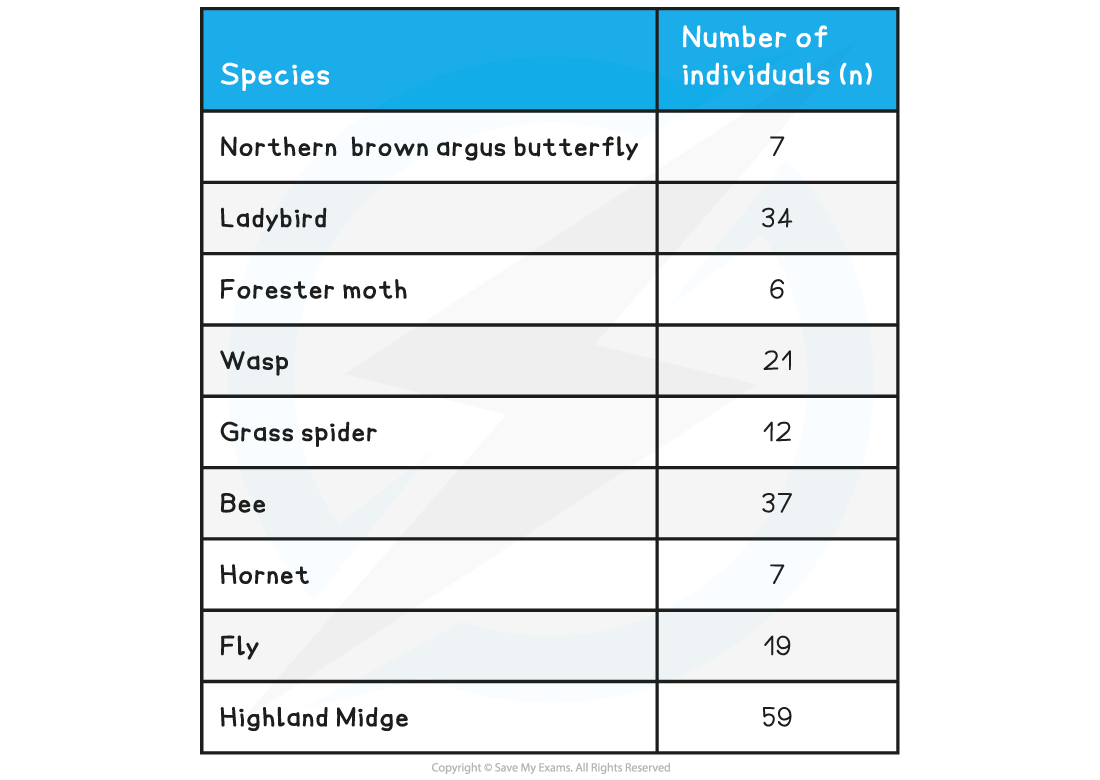 Species
Number of
individuals (n)
Northern brown argus butterfly 7
Ladybird 34
Forester moth 6
Wasp 21
Grass spider 12
Bee 37
Hornet 7
Fly 19
Highland Midge 59
Copyright © Save My Exams. All Rights Reserved